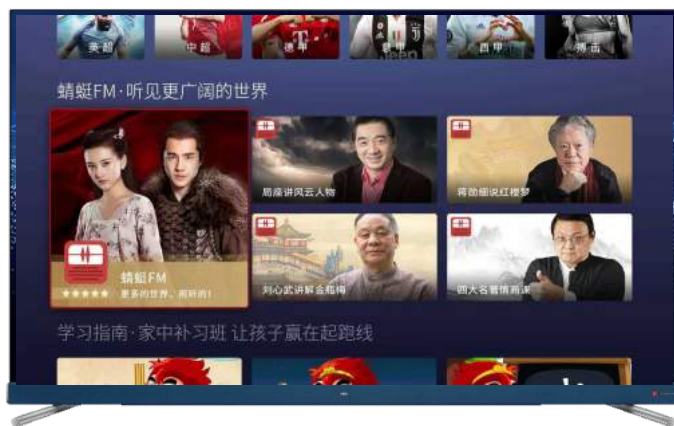 英超
中超
德甲
意甲
西甲
搏击
蜻蜓FM·听见更广阔的世界
局座讲风云人物
蒋勋细说红楼梦
蜻蜓FM
更多的世界，用听的！
刘心武讲解金瓶梅
四大名著情商课
学习指南·家中补习班 让孩子赢在起跑线